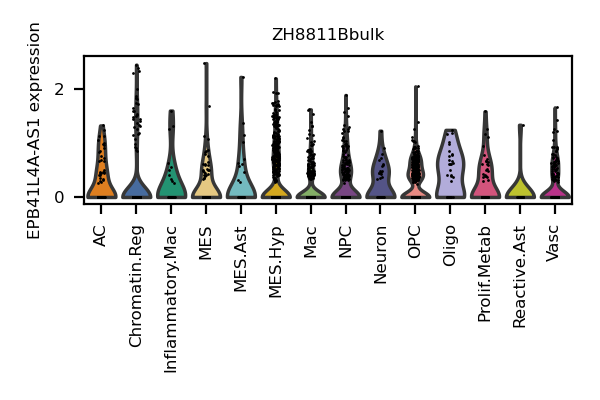 ZH8811Bbulk
EPB41L4A-AS1 expression
2
0
AC
Chromatin.Reg
Inflammatory.Mac
MES
MES.Ast
MES.Hyp
Mac
NPC
Neuron
OPC
Oligo
Prolif.Metab
Reactive.Ast
Vasc